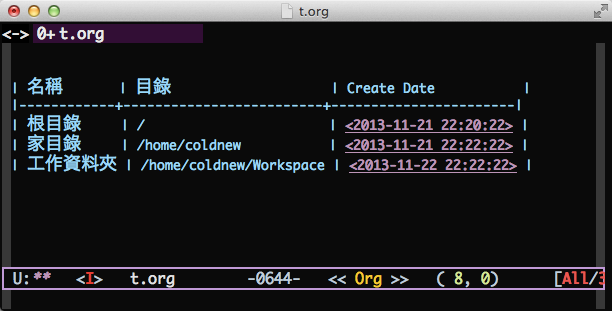 t.org
<-> 0+ t.org
| 名稱 | 目錄 | Create Date |
|------------+----------------------+--------------------|
| 根目錄 | / | <2013-11-21 22:20:22> |
| 家目錄 | /home/coldnew | <2013-11-21 22:22:22> |
| 工作資料夾 | /home/coldnew/Workspace | <2013-11-22 22:22:22> |
U:** <I> t.org -0644- << Org >> ( 8, 0) [All/3